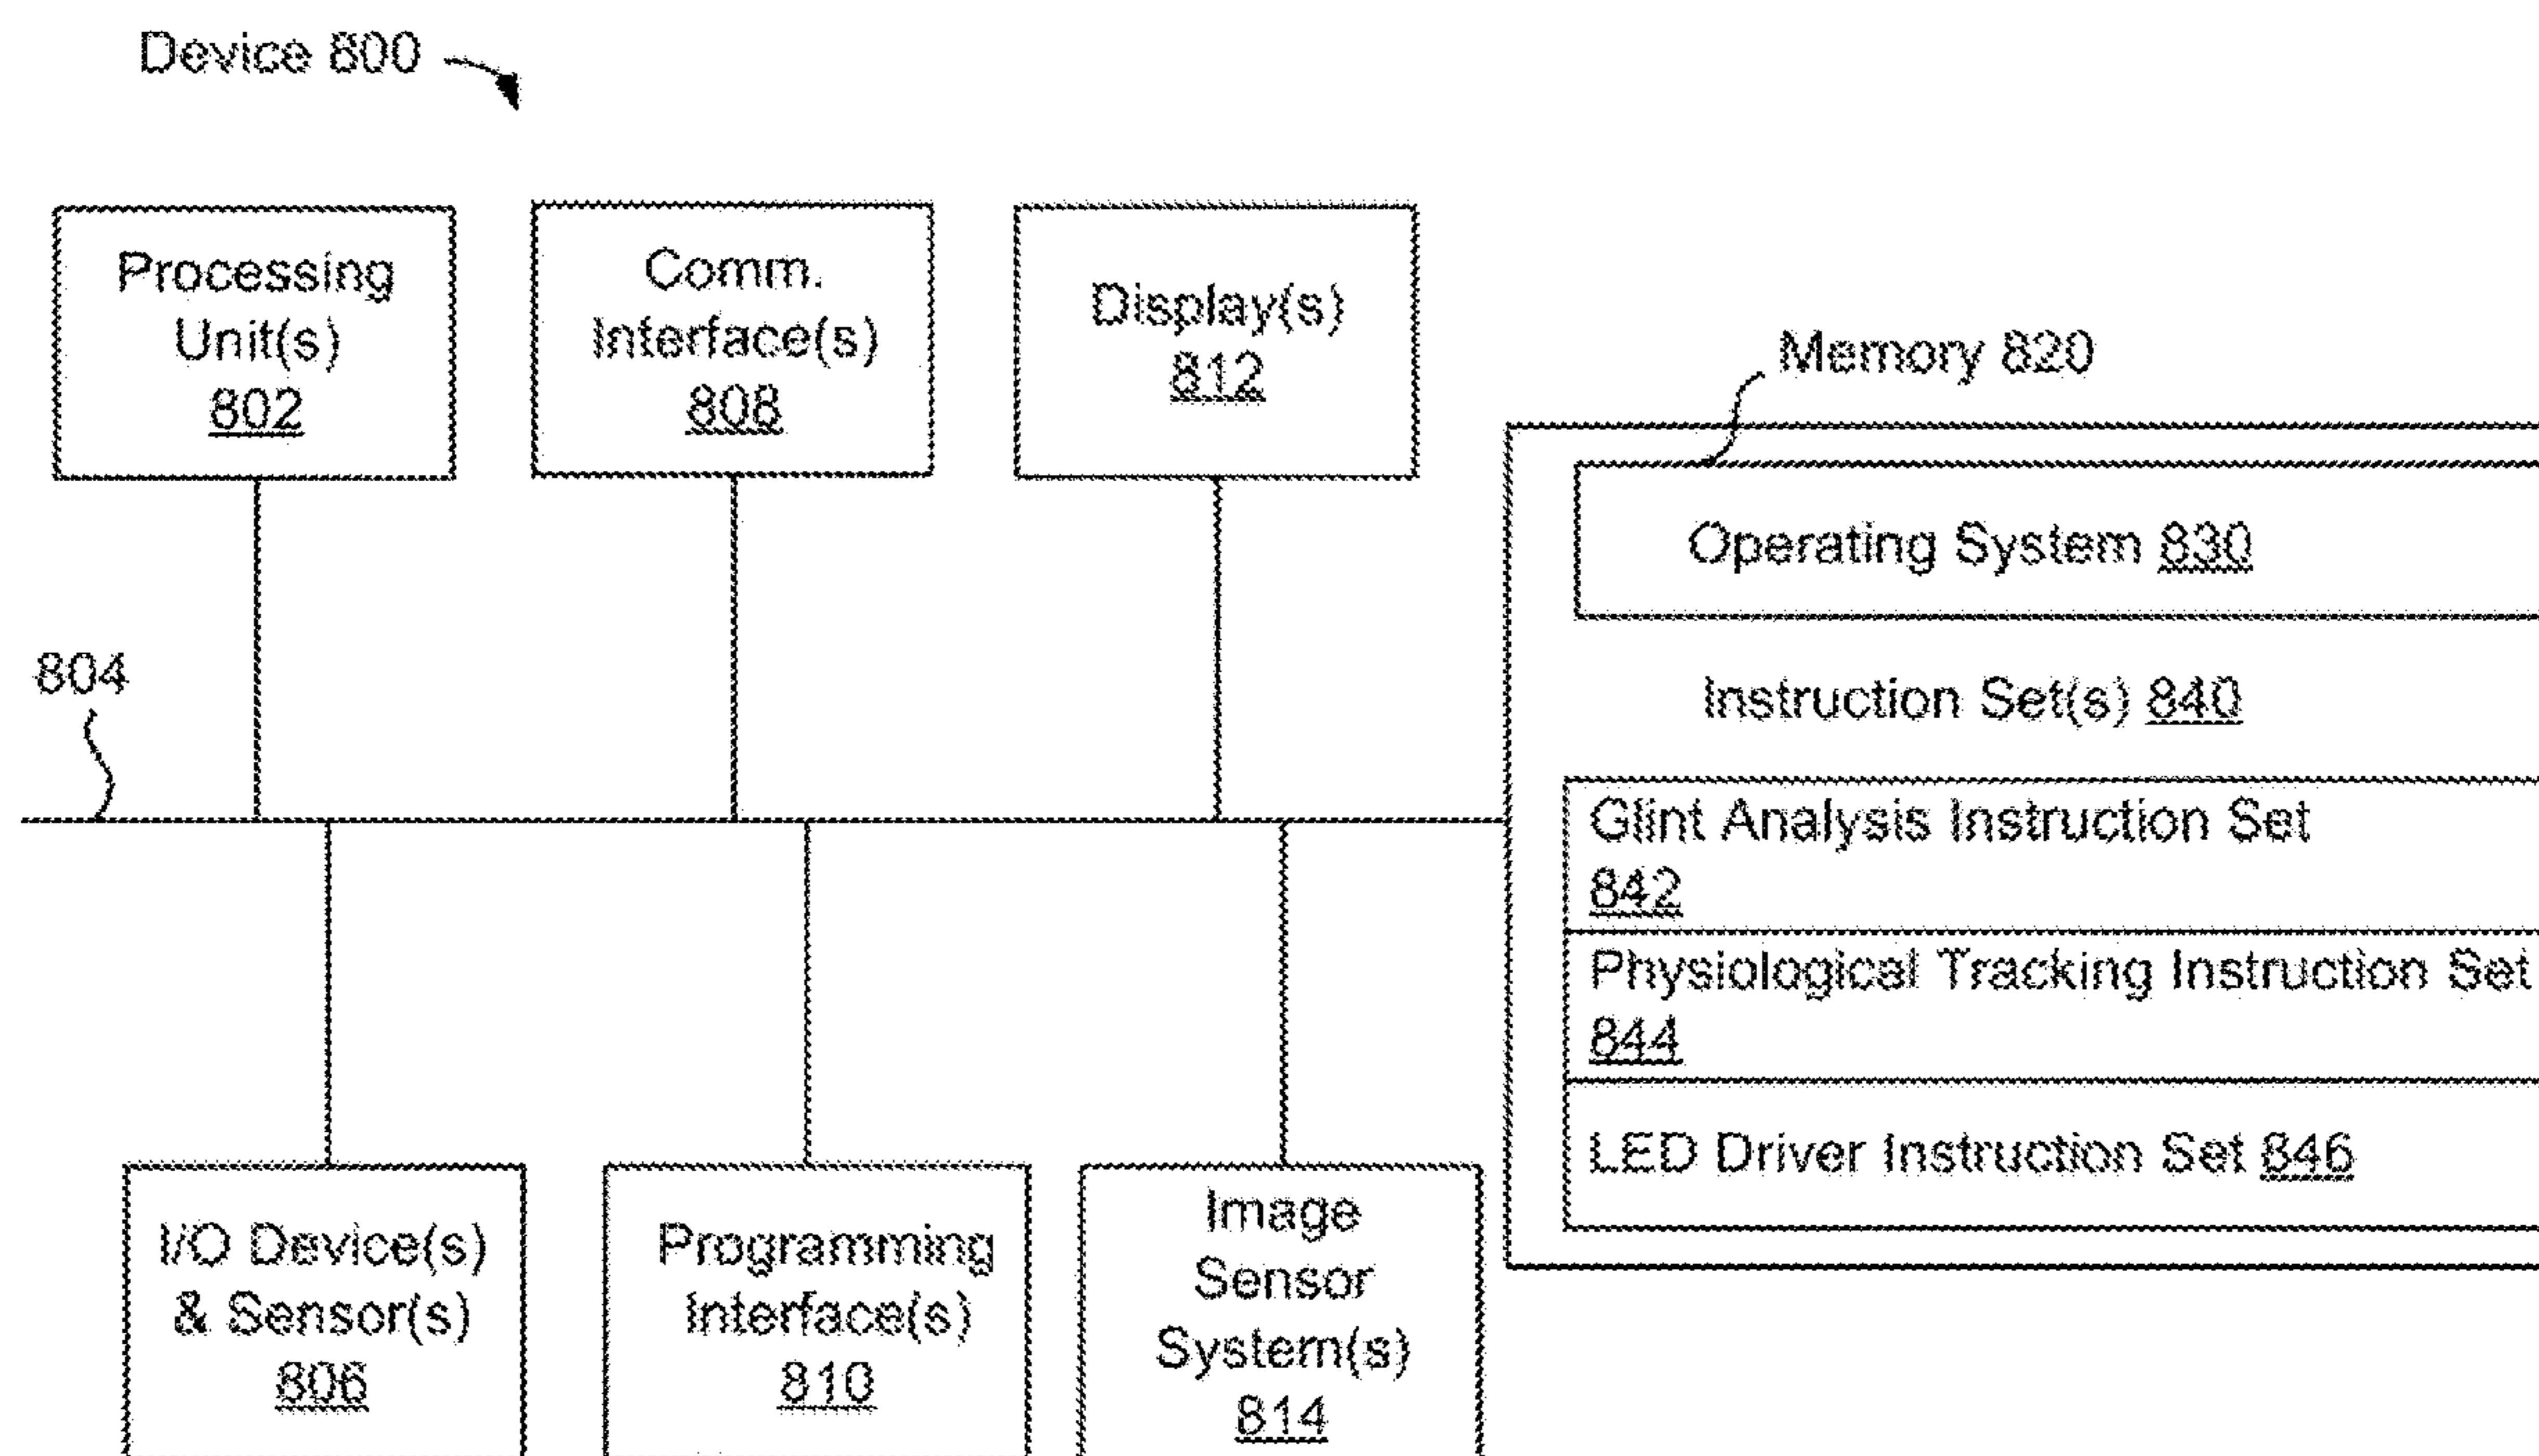 Device 800
Processing
Unit(s)
802
Comm.
Interface(s)
808
Display(s)
812
Memory 820
Operating System 830
Instruction Set(s) 840
Glint Analysis Instruction Set
842
Physiological Tracking Instruction Set
844
LED Driver Instruction Set 846
804
I/O Device(s)
& Sensor(s)
806
Programming
Interface(s)
810
Image
Sensor
System(s)
814